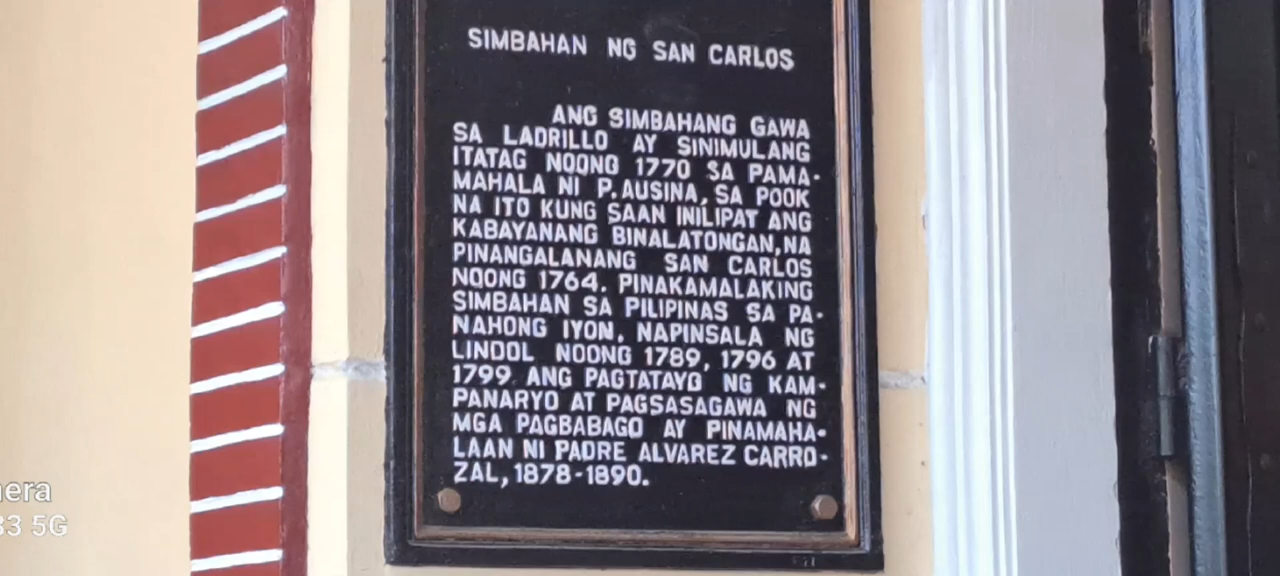 SIMBAHAN NG SAN CARLOS
ANG SIMBAHANG GAWA
SA LADRILLO AY SINIMULANG
ITATAG NOONG 1770 SA PAMA-
MAHALA NI P. AUSINA, SA POOK
NA ITO KUNG SAAN INILIPAT ANG
KABAYANANG BINALATONGAN, NA
PINANGALANANG SAN CARLOS
NOONG 1764. PINAKAMALAKING
SIMBAHAN SA PILIPINAS SA PA-
NAHONG IYON. NAPINSALA NG
LINDOL NOONG 1789, 1796 AT
1799. ANG PAGTATAYO NG KAM-
PANARYO AT PAGSASAGAWA NG
MGA PAGBABAGO AY PINAMAHA-
LAAN NI PADRE ALVAREZ CARRO-
ZAL, 1878-1890.
5G